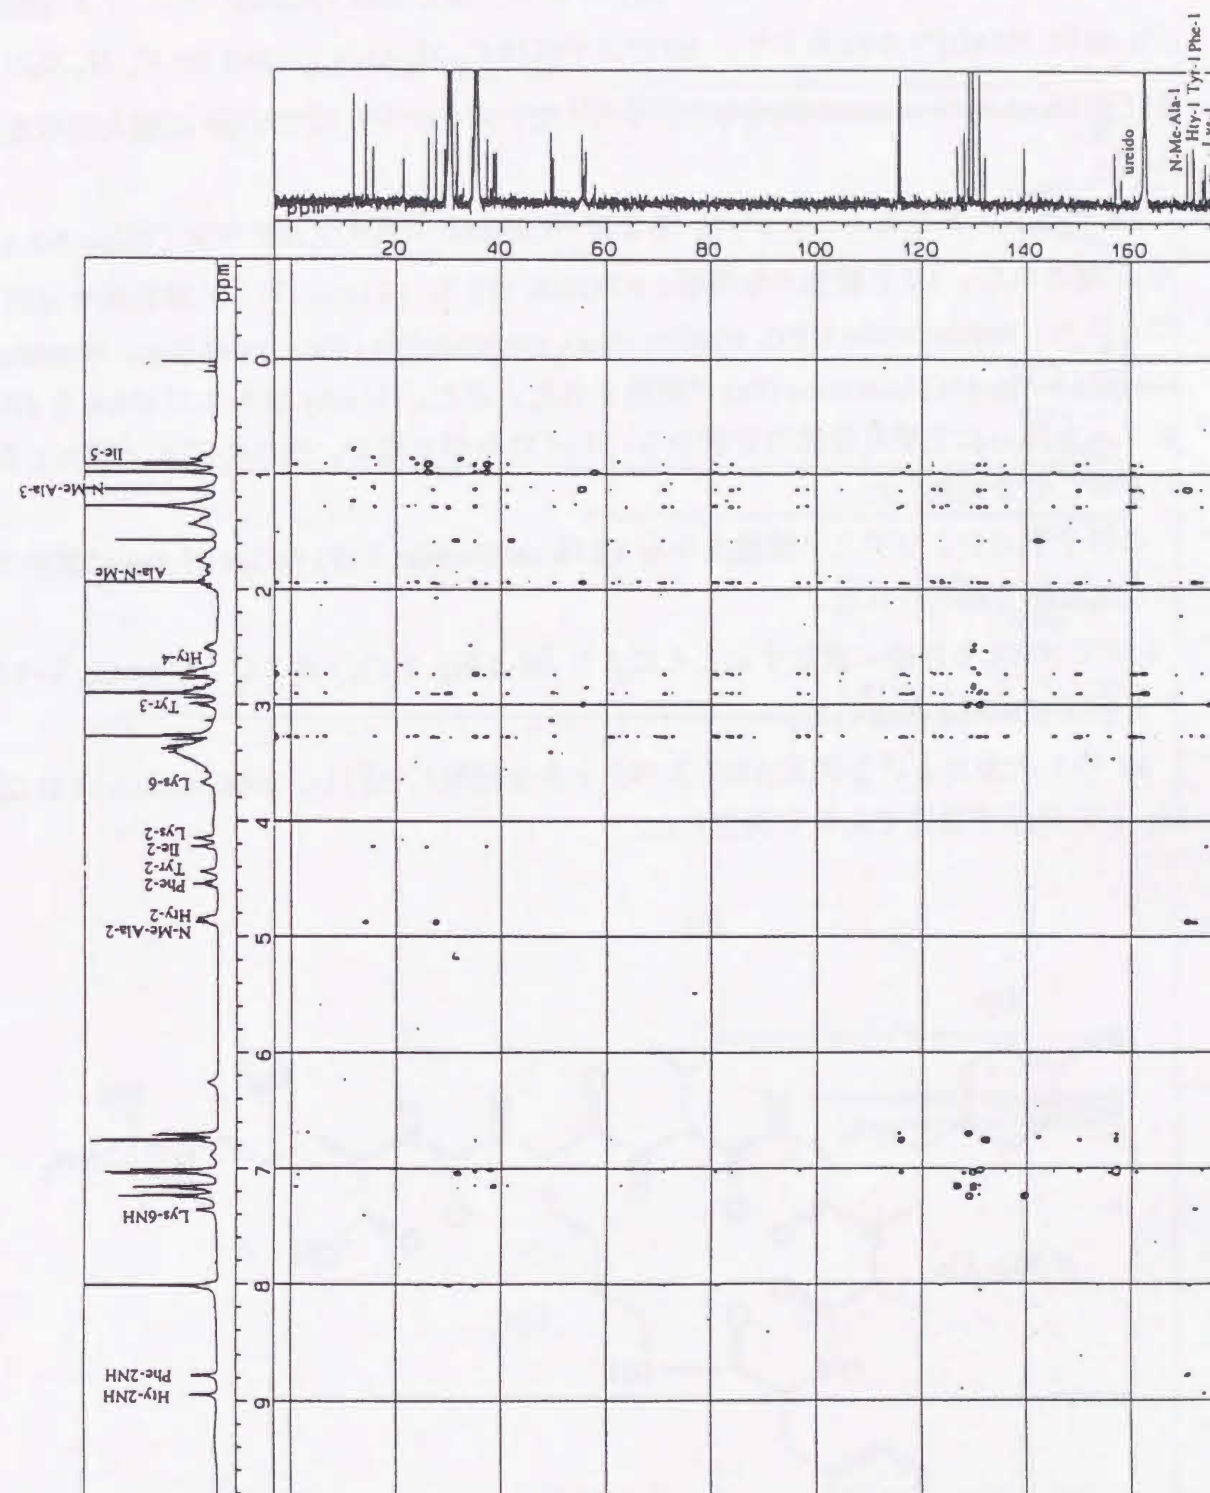 ureido
N-Me-Ala-1
Hty-1 Tyr-1 Phe-1
ppm
20 40 60 80 100 120 140 160
ppm
0
Ile-5
1
N-Me-Ala-3
Ala-N-Me
2
Hty-4
3
Tyr-3
Lys-6
4
Lys-2
Ile-2
Tyr-2
Phe-2
Hty-2
N-Me-Ala-2
5
6
7
Lys-6NH
8
Phe-2NH
Hty-2NH
9